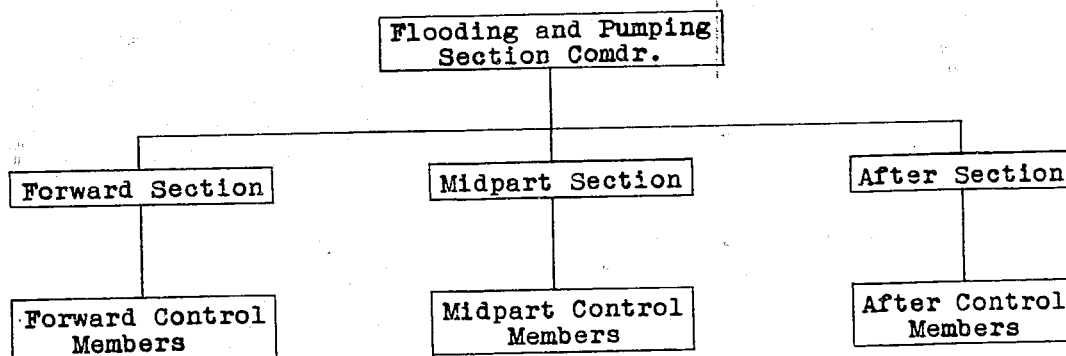 Flooding and Pumping
Section Comdr.
Forward Section
Midpart Section
After Section
Forward Control
Members
Midpart Control
Members
After Control
Members